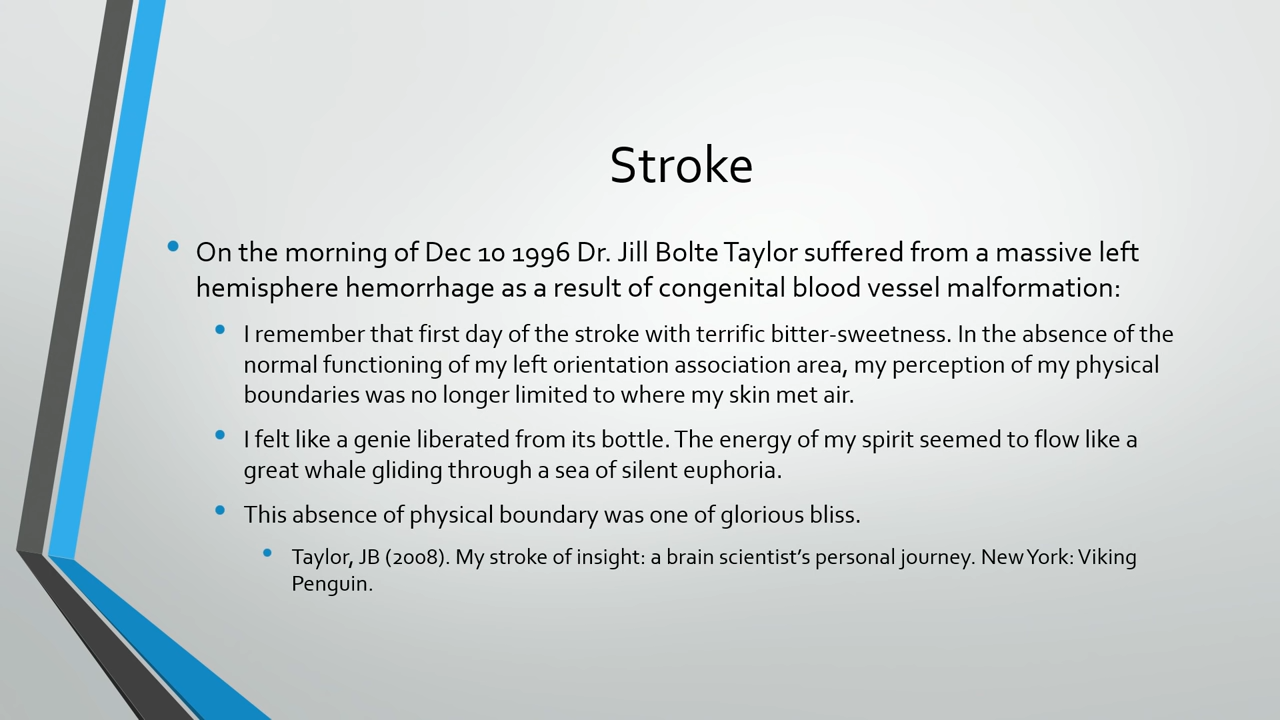 Stroke
On the morning of Dec 10 1996 Dr. Jill Bolte Taylor suffered from a massive left
hemisphere hemorrhage as a result of congenital blood vessel malformation:
I remember that first day of the stroke with terrific bitter-sweetness. In the absence of the
normal functioning of my left orientation association area, my perception of my physical
boundaries was no longer limited to where my skin met air.
I felt like a genie liberated from its bottle. The energy of my spirit seemed to flow like a
great whale gliding through a sea of silent euphoria.
This absence of physical boundary was one of glorious bliss.
Taylor, JB (2008). My stroke of insight: a brain scientist’s personal journey. New York: Viking
Penguin.